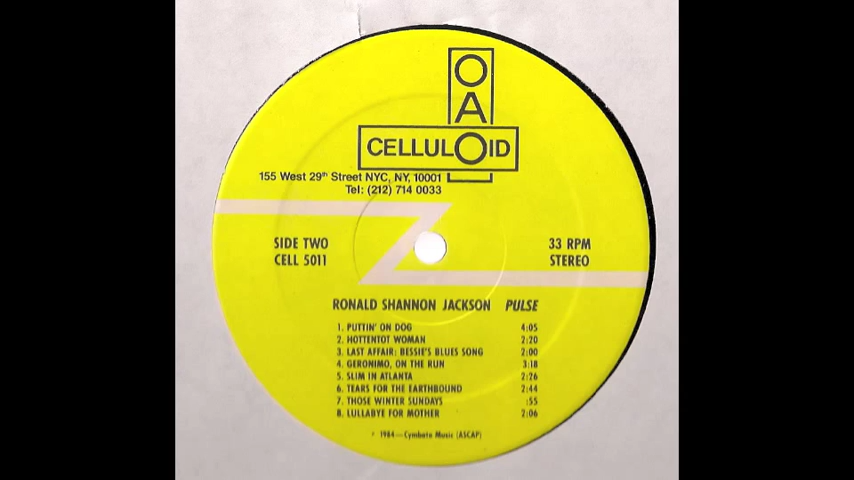 OAO
CELLULOID
155 West 29th Street NYC, NY, 10001
Tel: (212) 714 0033
SIDE TWO 33 RPM
CELL 5011 STEREO
RONALD SHANNON JACKSON PULSE
1. PUTTIN' ON DOG 4:05
2. HOTTENTOT WOMAN 2:20
3. LAST AFFAIR: BESSIE'S BLUES SONG 2:00
4. GERONIMO, ON THE RUN 3:18
5. SLIM IN ATLANTA 2:26
6. TEARS FOR THE EARTHBOUND 2:44
7. THOSE WINTER SUNDAYS :55
8. LULLABYE FOR MOTHER 2:06
1984—Cymbata Music (ASCAP)